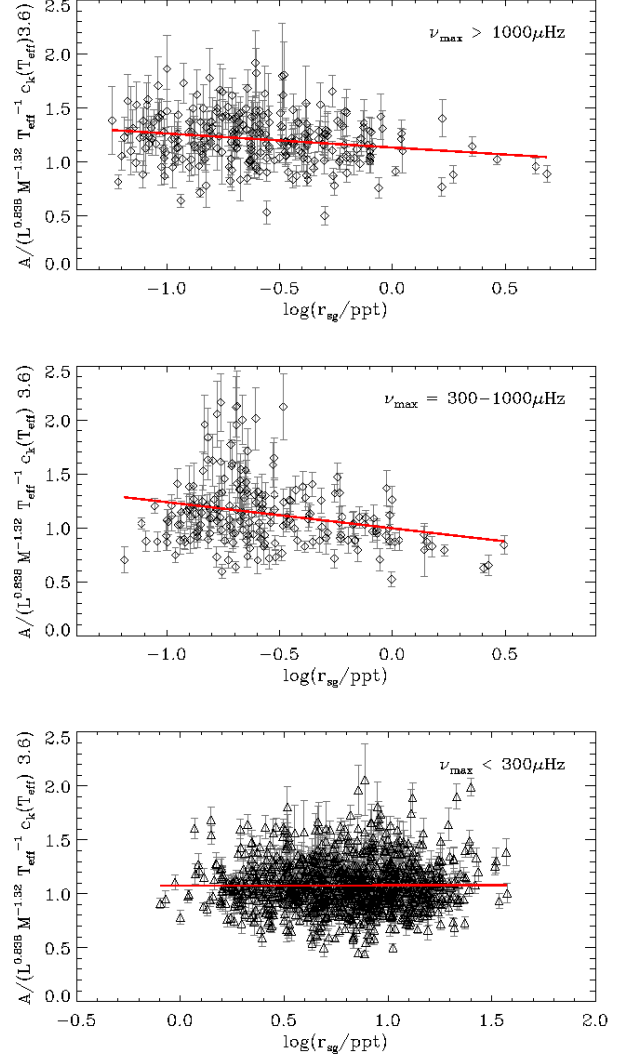 2.5
2.0
1.5
1.0
0.5
0.0
A/(L^0.838 M^-1.32 T_eff^-1 c_k(T_eff)3.6)
ν_max > 1000μHz
-1.0 -0.5 0.0 0.5
log(r_sg/ppt)
2.5
2.0
1.5
1.0
0.5
0.0
A/(L^0.838 M^-1.32 T_eff^-1 c_k(T_eff) 3.6)
ν_max = 300-1000μHz
-1.0 -0.5 0.0 0.5
log(r_sg/ppt)
2.5
2.0
1.5
1.0
0.5
0.0
A/(L^0.838 M^-1.32 T_eff^-1 c_k(T_eff) 3.6)
ν_max < 300μHz
-0.5 0.0 0.5 1.0 1.5 2.0
log(r_sg/ppt)